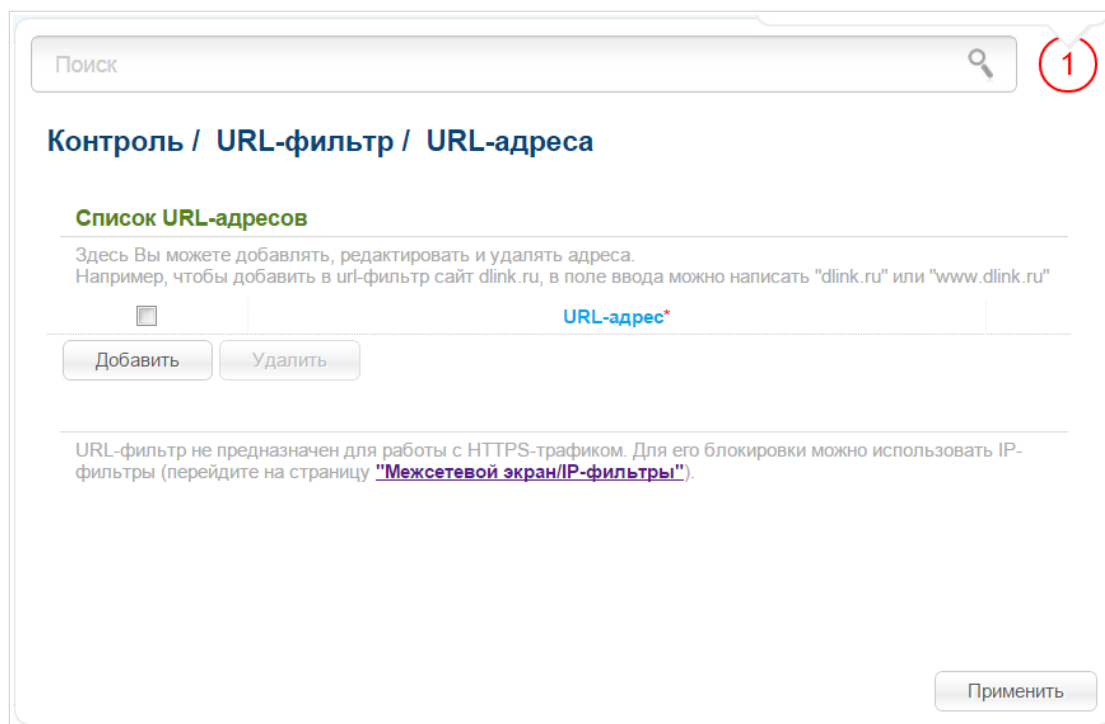 Поиск
1
Контроль / URL-фильтр / URL-адреса
Список URL-адресов
Здесь Вы можете добавлять, редактировать и удалять адреса.
Например, чтобы добавить в url-фильтр сайт dlink.ru, в поле ввода можно написать "dlink.ru" или "www.dlink.ru"
URL-адрес*
Добавить Удалить
URL-фильтр не предназначен для работы с HTTPS-трафиком. Для его блокировки можно использовать IP-
фильтры (перейдите на страницу "Межсетевой экран/IP-фильтры").
Применить